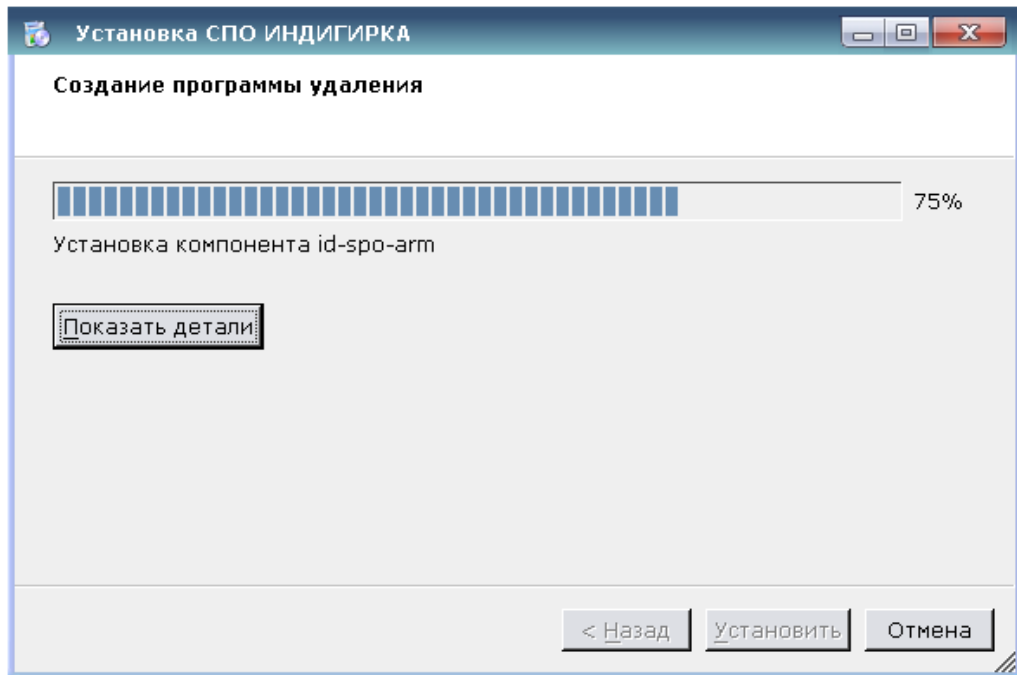 Установка СПО ИНДИГИРКА
Создание программы удаления
75%
Установка компонента id-spo-arm
Показать детали
< Назад
Установить
Отмена